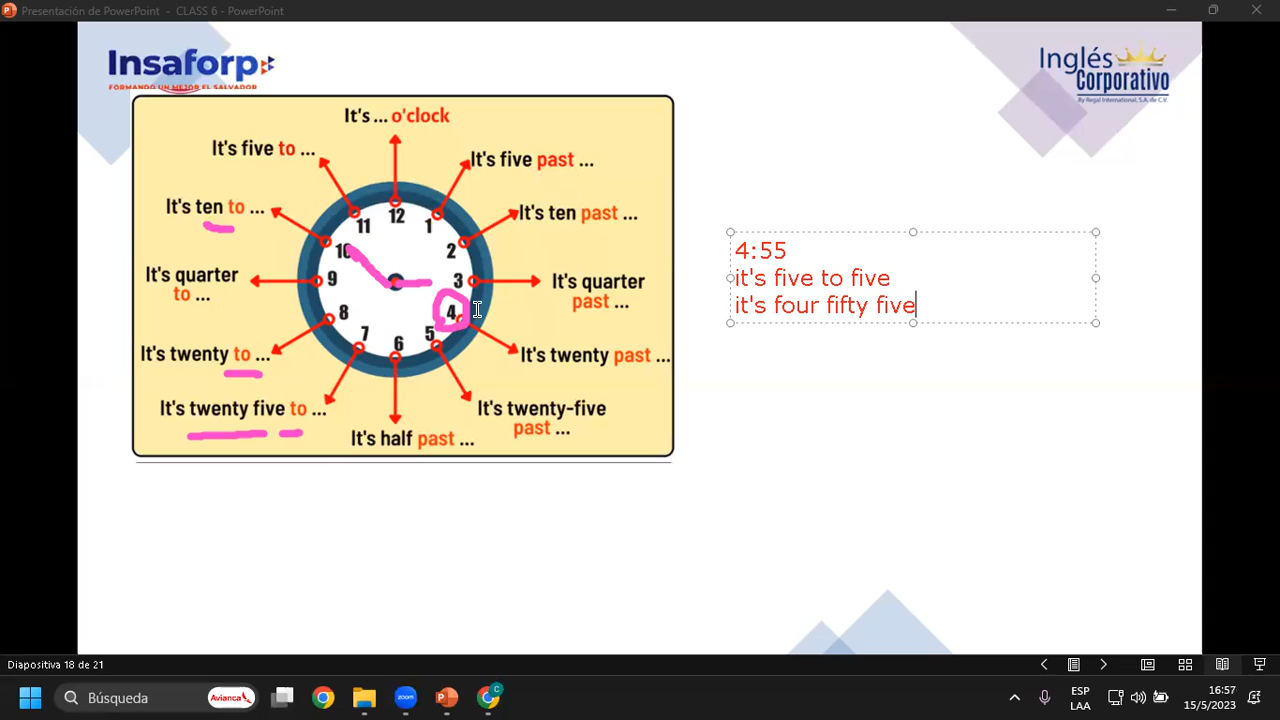 Presentación de PowerPoint - CLASS 6 - PowerPoint
Insaforp
FORMANDO UN MEJOR EL SALVADOR
Inglés
Corporativo
By Regal International, S.A. de C.V.
It's ... o'clock
It's five to ...
It's five past ...
It's ten to ...
It's ten past ...
It's quarter
to ...
It's quarter
past ...
It's twenty to ...
It's twenty past ...
It's twenty five to ...
It's twenty-five
past ...
It's half past ...
12
11
1
10
2
9
3
8
4
7
5
6
4:55
it's five to five
it's four fifty five
Diapositiva 18 de 21
Búsqueda
Avianca
zoom
C
ESP
LAA
16:57
15/5/2023